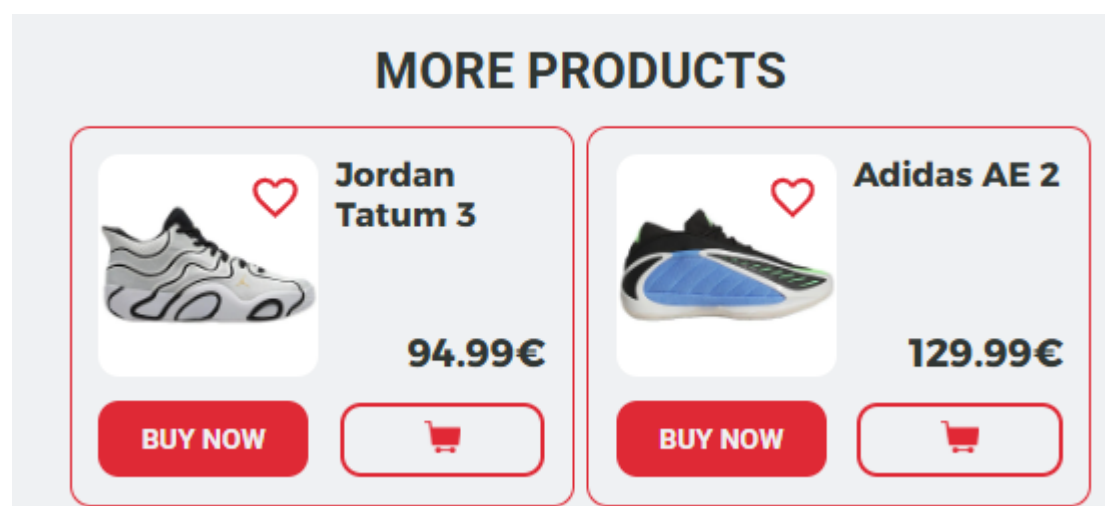 MORE PRODUCTS
Jordan
Tatum 3
94.99€
BUY NOW
Adidas AE 2
129.99€
BUY NOW